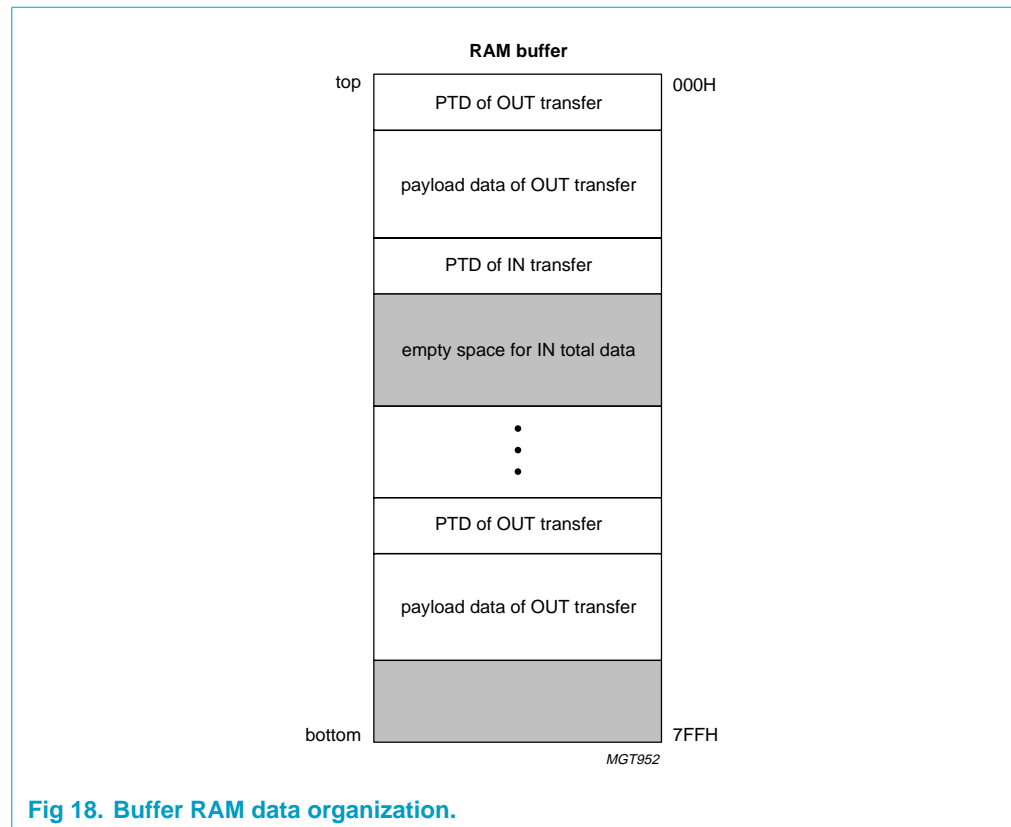 RAM buffer
top
000H
PTD of OUT transfer
payload data of OUT transfer
PTD of IN transfer
empty space for IN total data
PTD of OUT transfer
payload data of OUT transfer
bottom
7FFH
MGT952
Fig 18. Buffer RAM data organization.